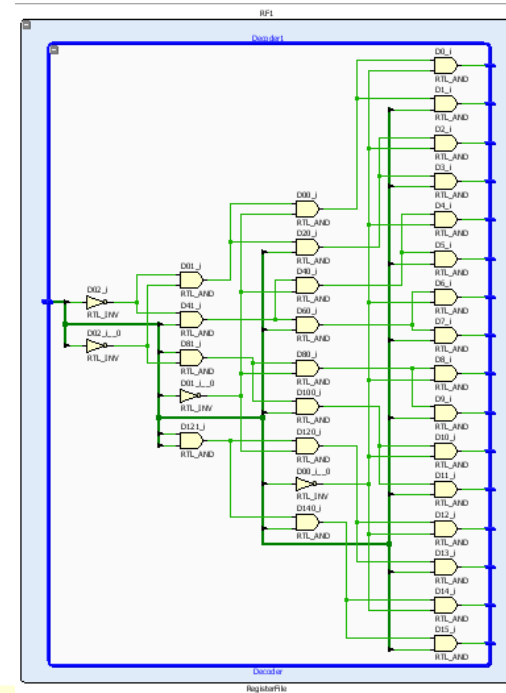 RF1
Decoder1
D0_i
RTL_AND
D1_i
RTL_AND
D2_i
RTL_AND
D3_i
RTL_AND
D4_i
RTL_AND
D5_i
RTL_AND
D6_i
RTL_AND
D7_i
RTL_AND
D8_i
RTL_AND
D9_i
RTL_AND
D10_i
RTL_AND
D11_i
RTL_AND
D12_i
RTL_AND
D13_i
RTL_AND
D14_i
RTL_AND
D15_i
RTL_AND
D00_i
RTL_AND
D20_i
RTL_AND
D40_i
RTL_AND
D60_i
RTL_AND
D80_i
RTL_AND
D100_i
RTL_AND
D120_i
RTL_AND
D00_i__0
RTL_INV
D140_i
RTL_AND
D01_i
RTL_AND
D41_i
RTL_AND
D81_i
RTL_AND
D01_i__0
RTL_INV
D121_i
RTL_AND
D02_i
RTL_INV
D02_i__0
RTL_INV
Decoder
RegisterFile